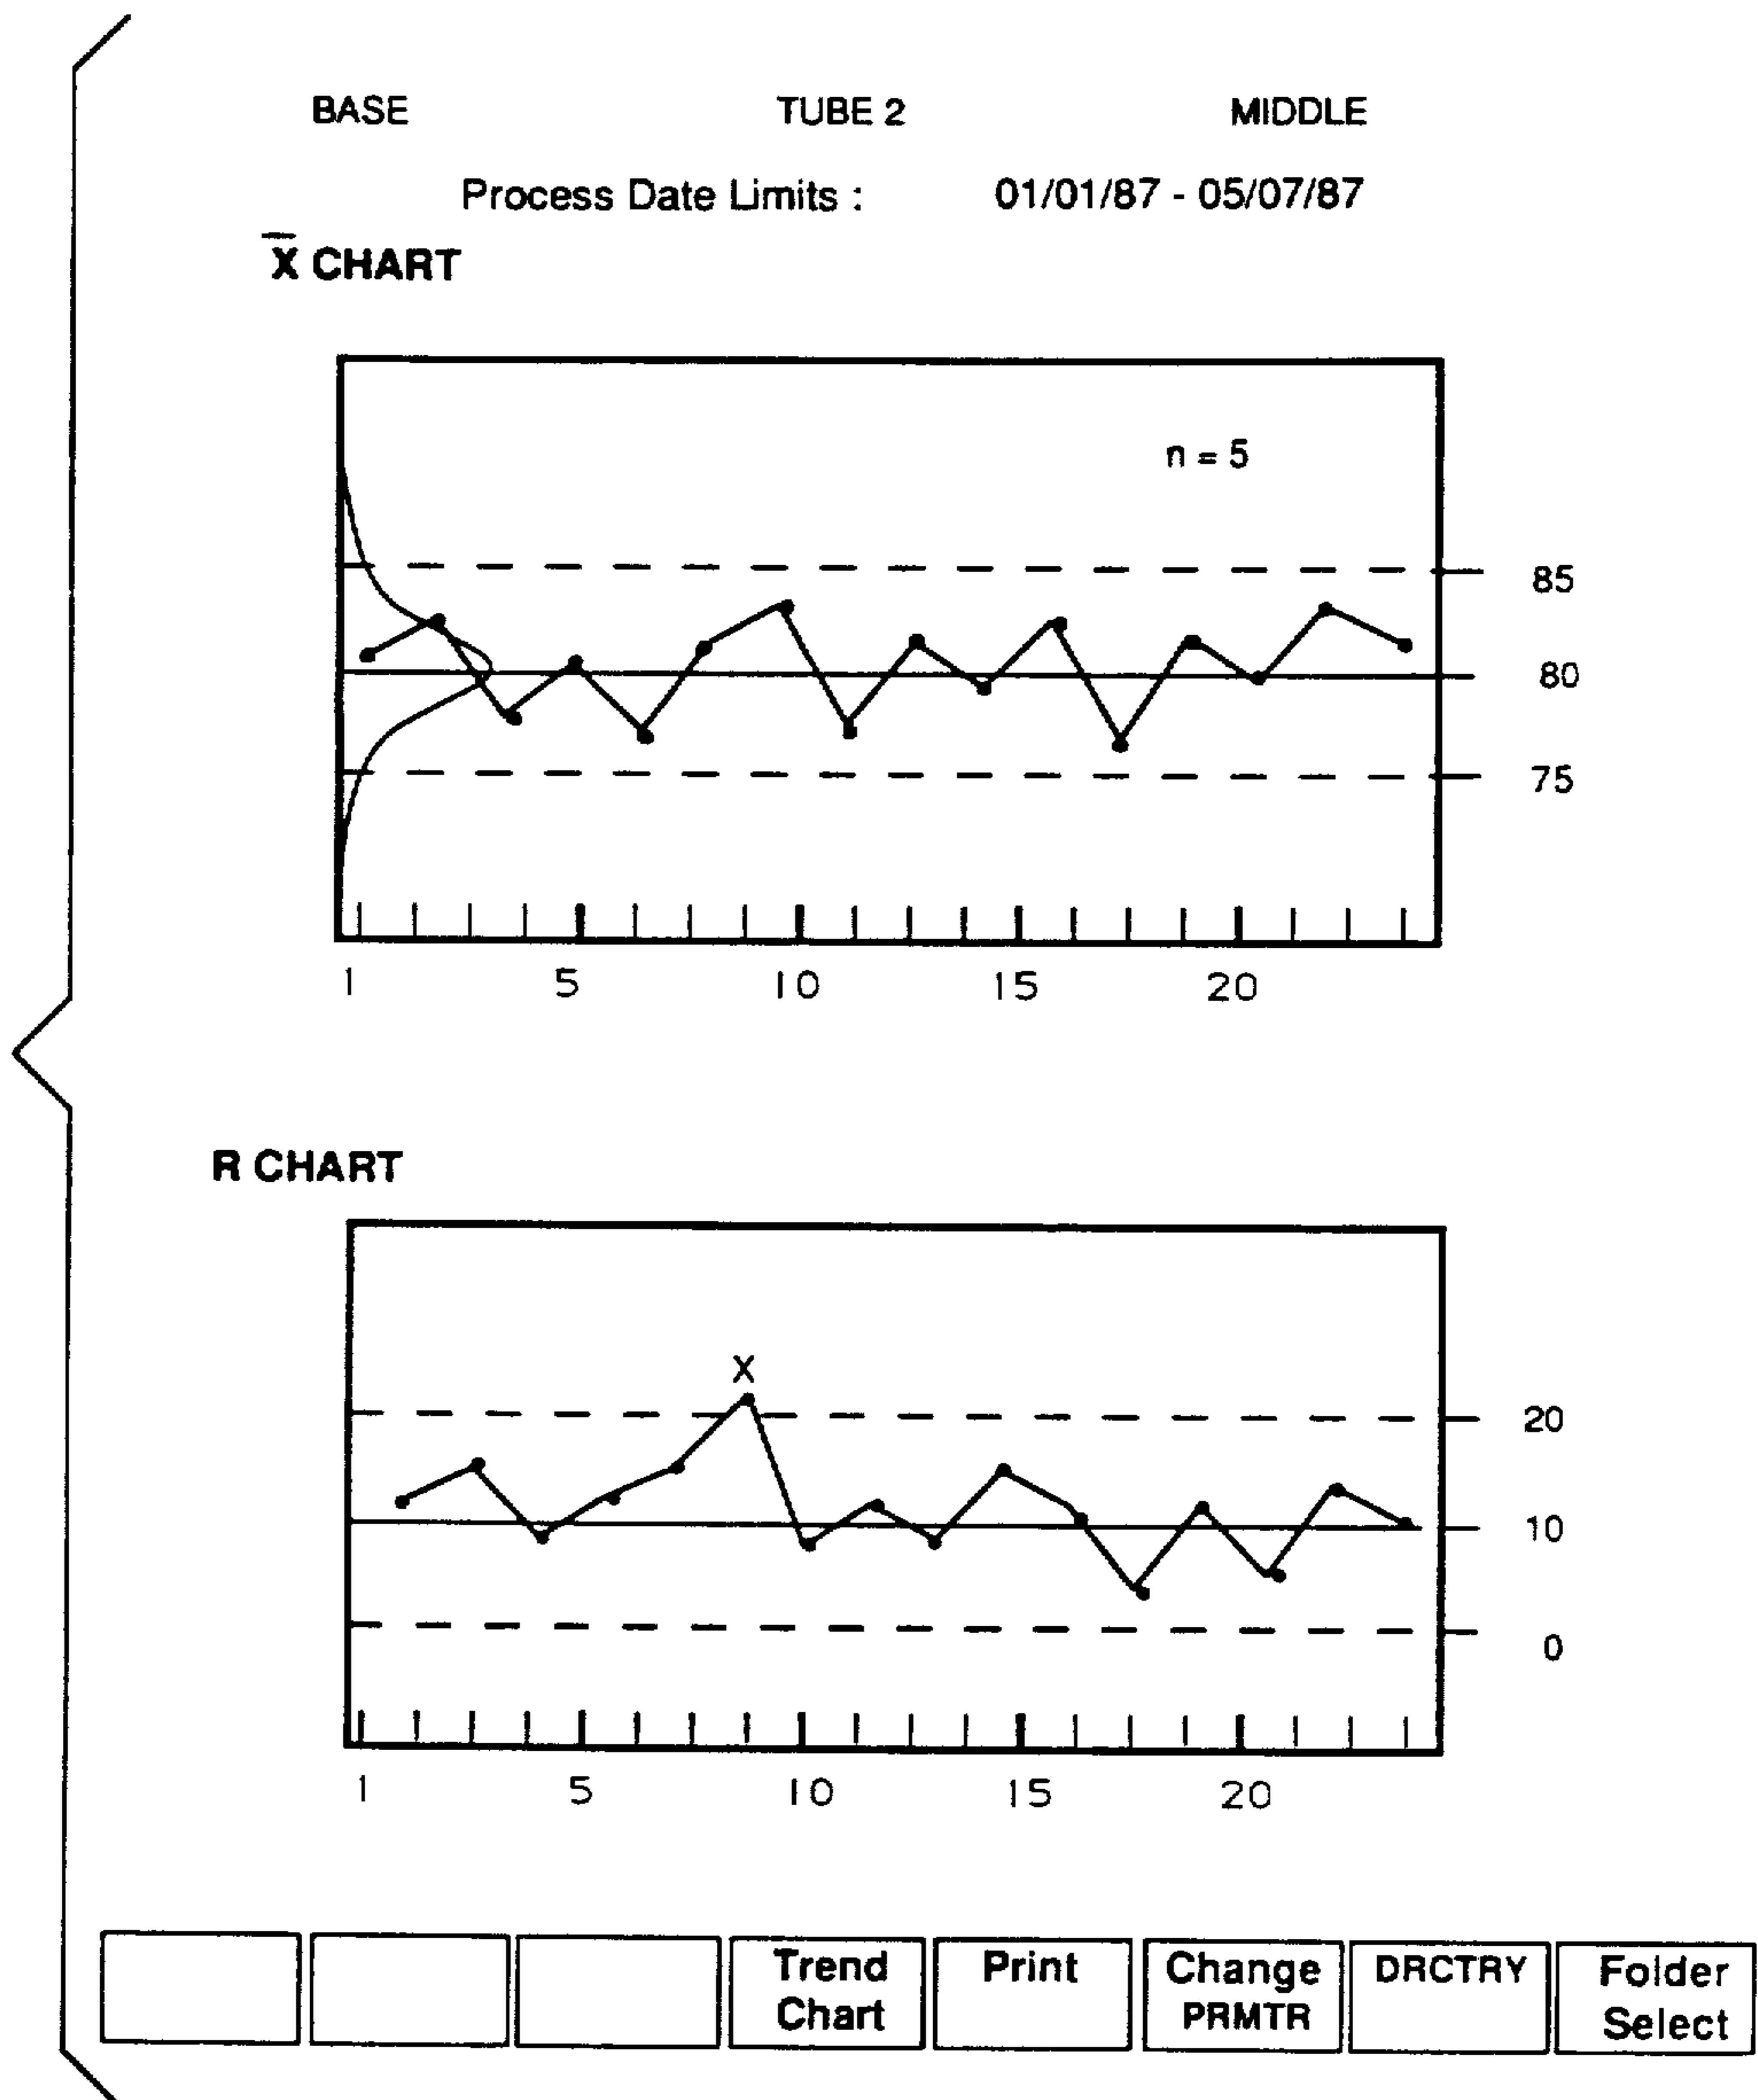 BASE TUBE 2 MIDDLE
Process Date Limits : 01/01/87 - 05/07/87
X̄ CHART
n = 5
85
80
75
1 5 10 15 20
R CHART
X
20
10
0
1 5 10 15 20
Trend Chart
Print
Change PRMTR
DRCTRY
Folder Select